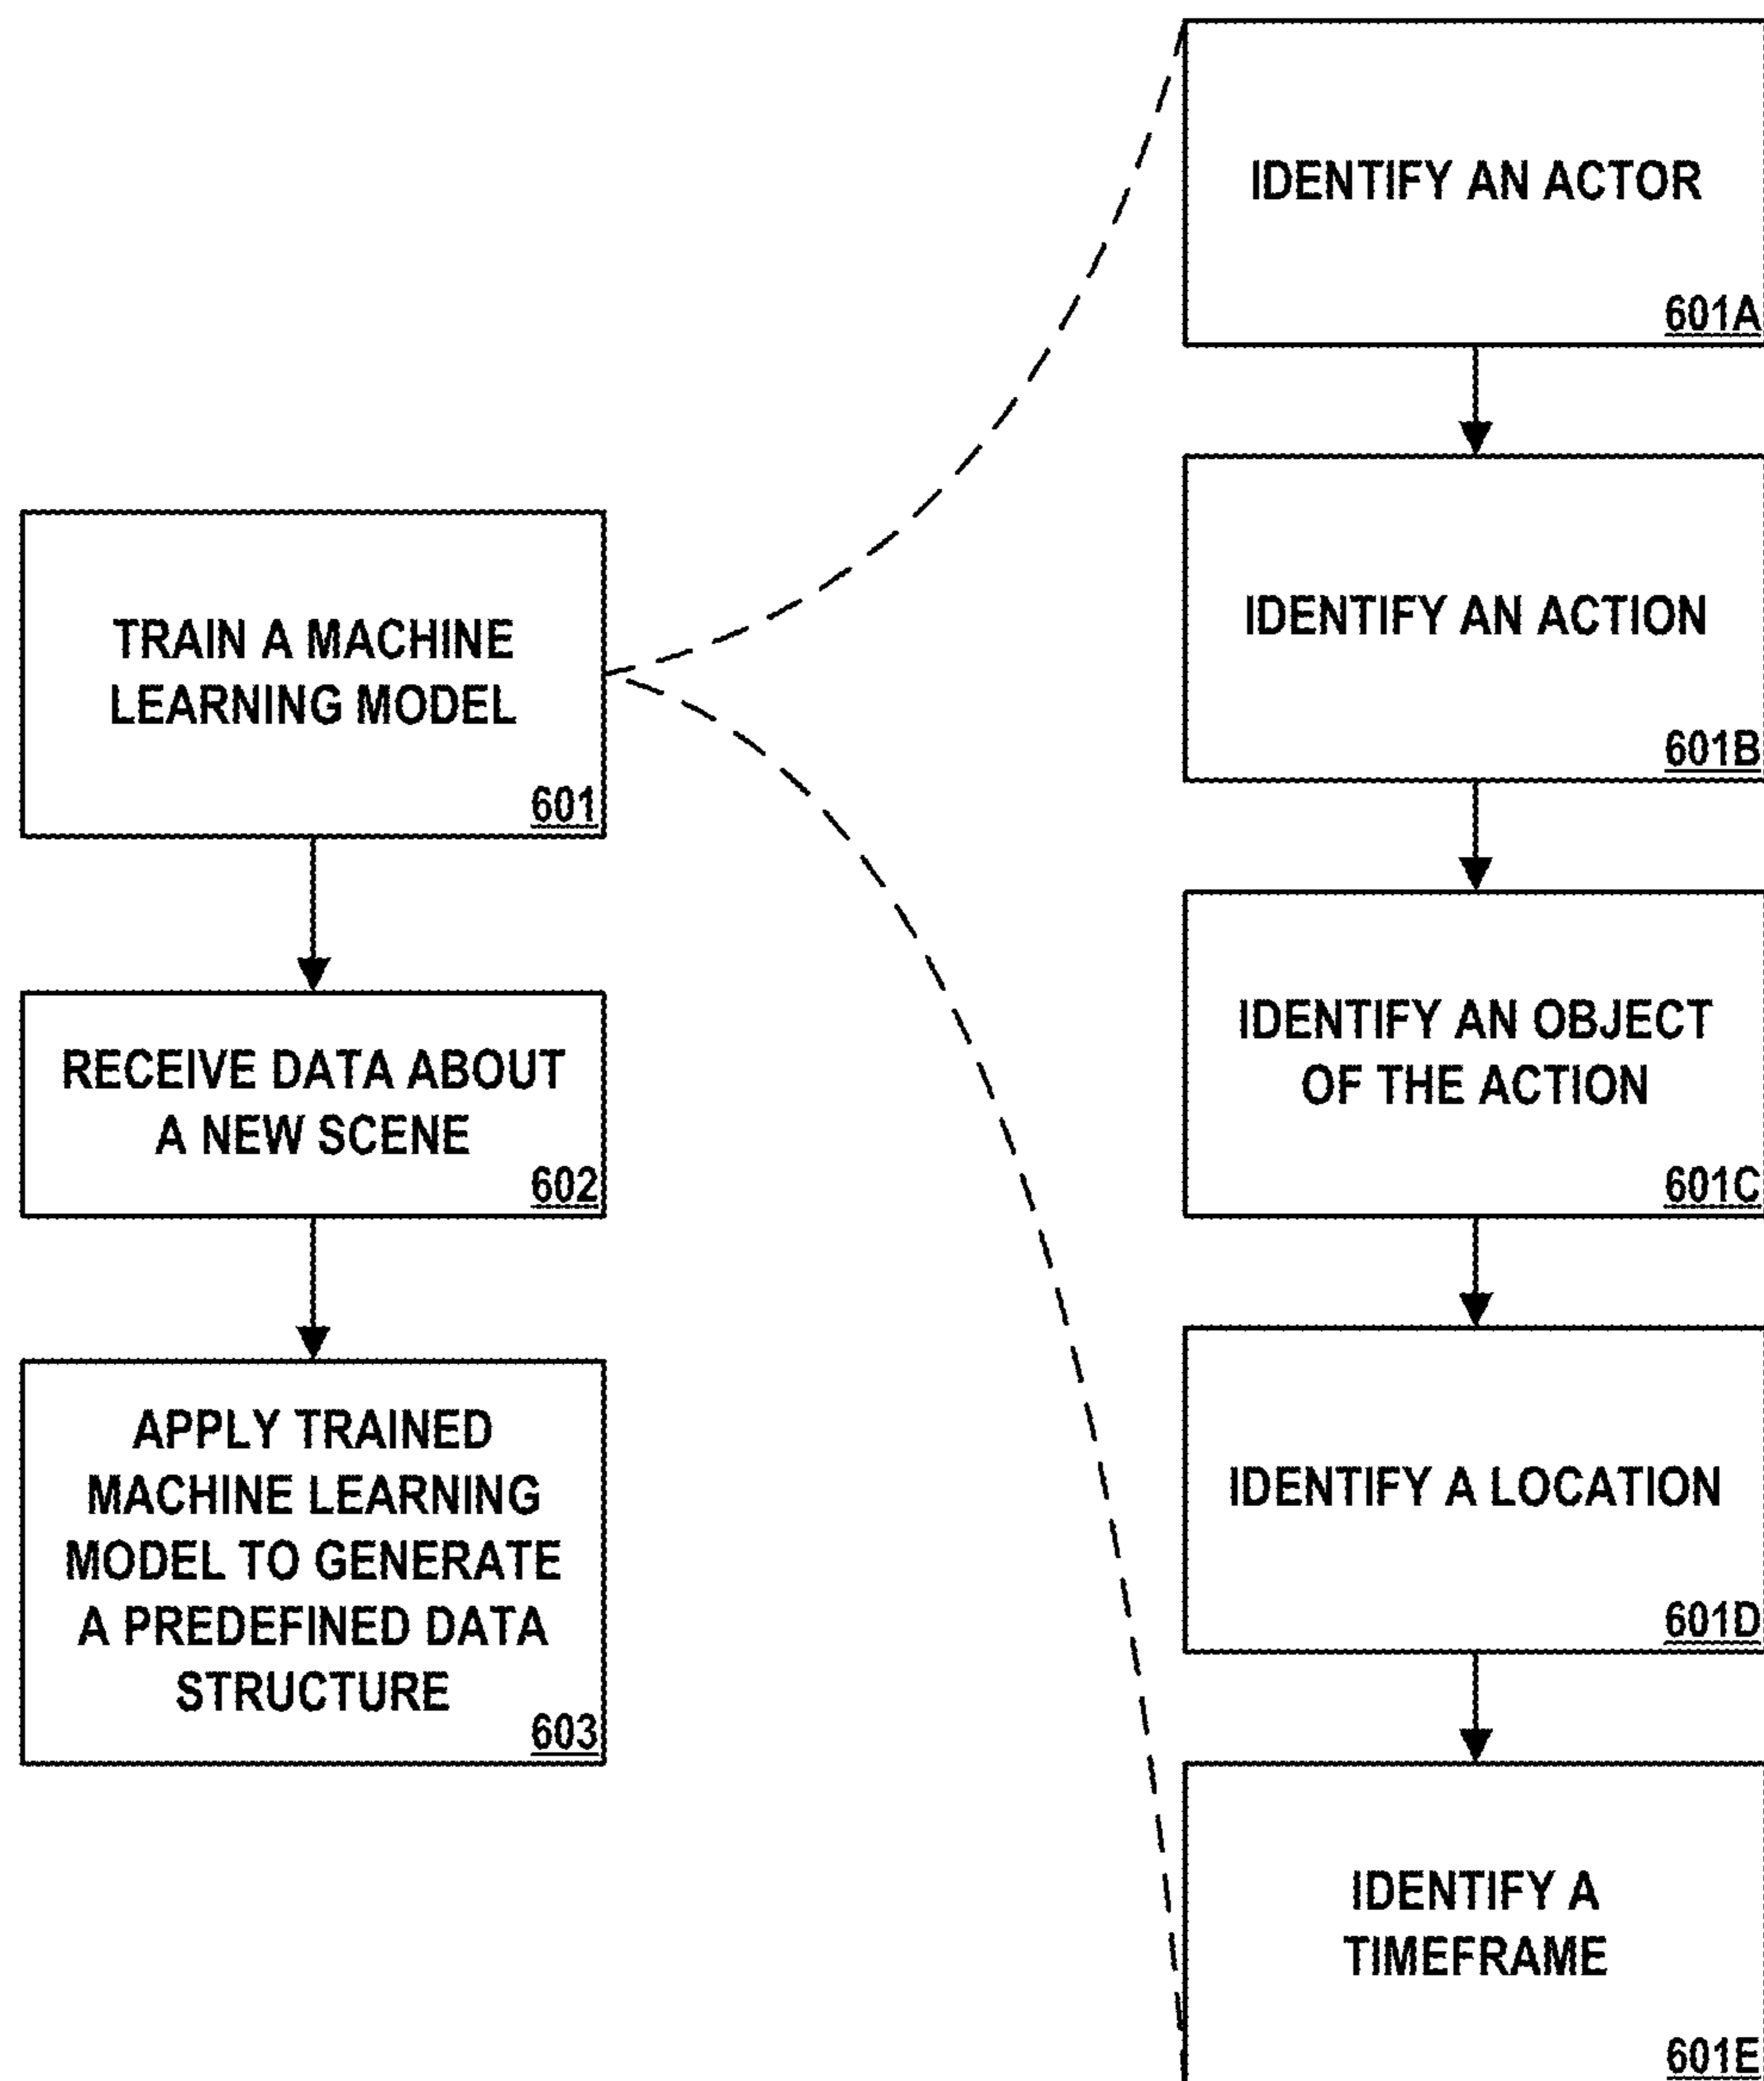 TRAIN A MACHINE
LEARNING MODEL
601
RECEIVE DATA ABOUT
A NEW SCENE
602
APPLY TRAINED
MACHINE LEARNING
MODEL TO GENERATE
A PREDEFINED DATA
STRUCTURE
603
IDENTIFY AN ACTOR
601A
IDENTIFY AN ACTION
601B
IDENTIFY AN OBJECT
OF THE ACTION
601C
IDENTIFY A LOCATION
601D
IDENTIFY A
TIMEFRAME
601E